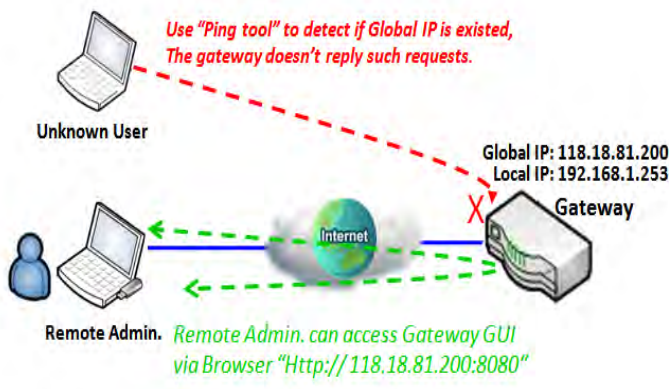 Use “Ping tool” to detect if Global IP is existed,
The gateway doesn’t reply such requests.
Unknown User
Global IP: 118.18.81.200
Local IP: 192.168.1.253
X
Gateway
Internet
Remote Admin.
Remote Admin. can access Gateway GUI
via Browser “Http:// 118.18.81.200:8080”